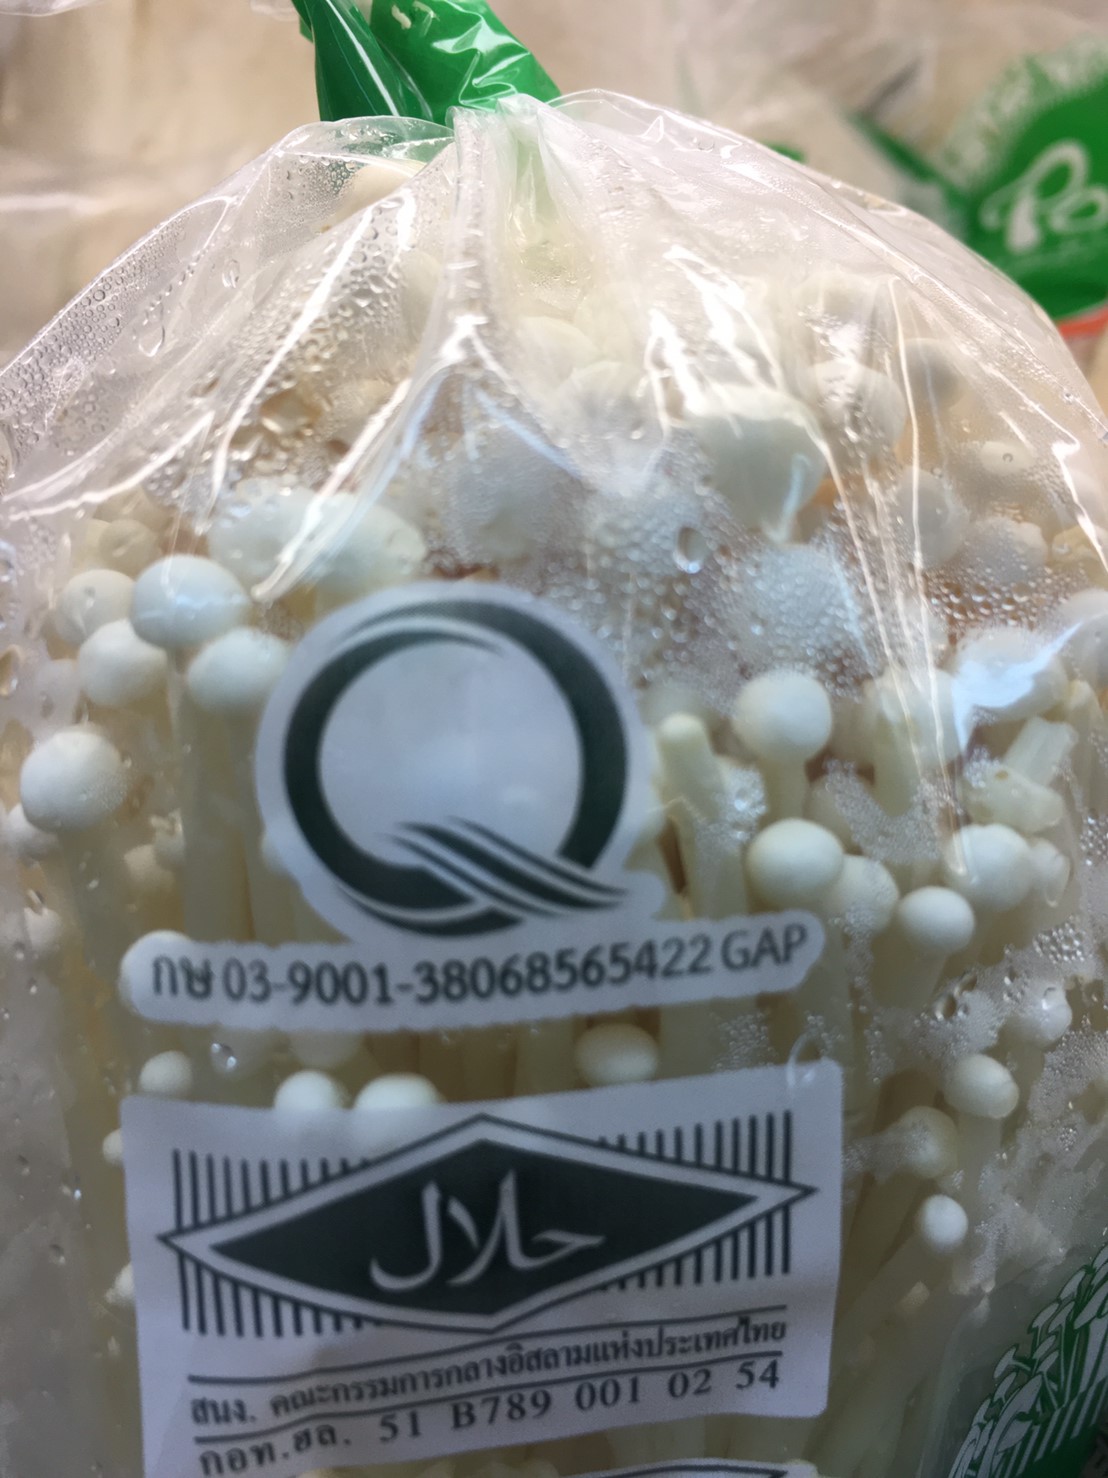 Po
Q
กษ 03-9001-38068565422 GAP
حلال
สนง. คณะกรรมการกลางอิสลามแห่งประเทศไทย
กอท.ฮล. 51 B789 001 02 54